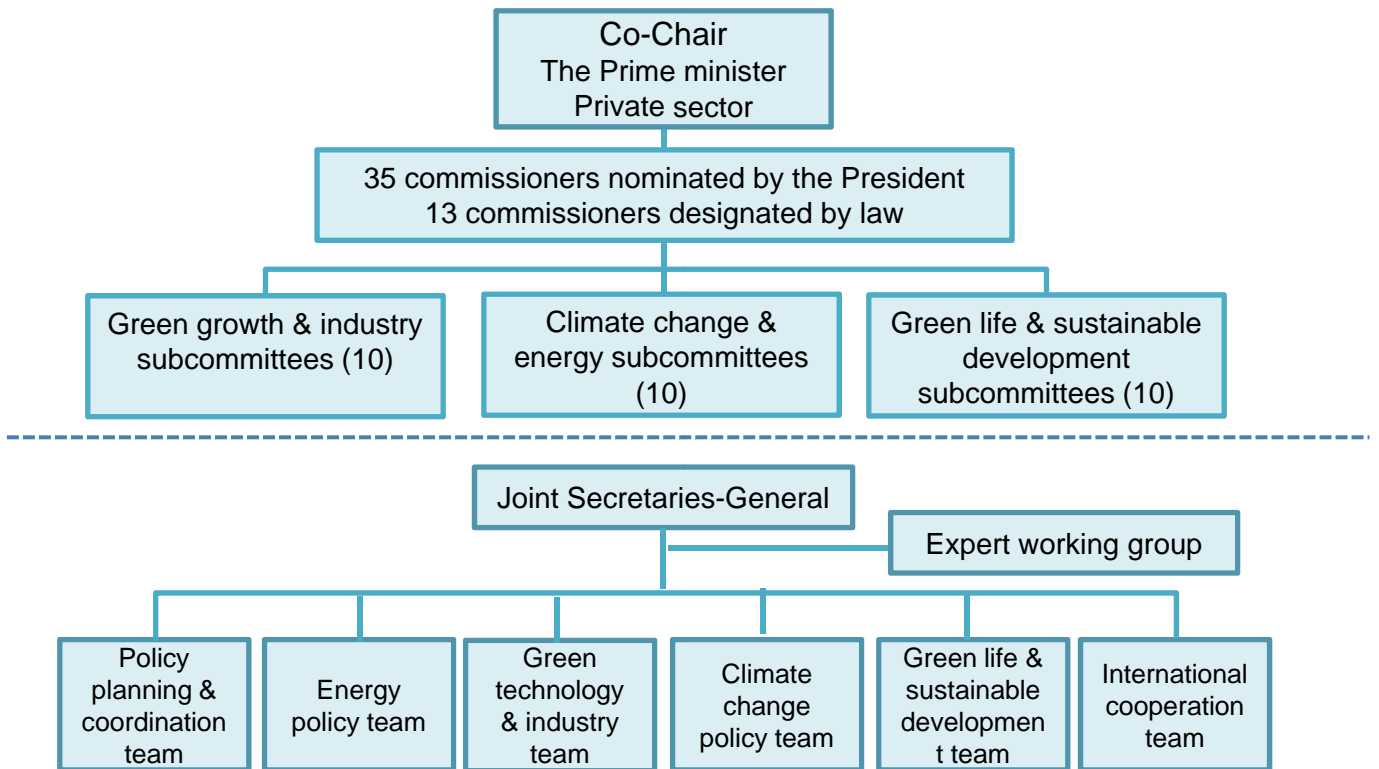 Co-Chair
The Prime minister
Private sector
35 commissioners nominated by the President
13 commissioners designated by law
Green growth & industry
subcommittees (10)
Climate change &
energy subcommittees
(10)
Green life & sustainable
development
subcommittees (10)
Joint Secretaries-General
Expert working group
Policy
planning &
coordination
team
Energy
policy team
Green
technology
& industry
team
Climate
change
policy team
Green life &
sustainable
developmen
t team
International
cooperation
team